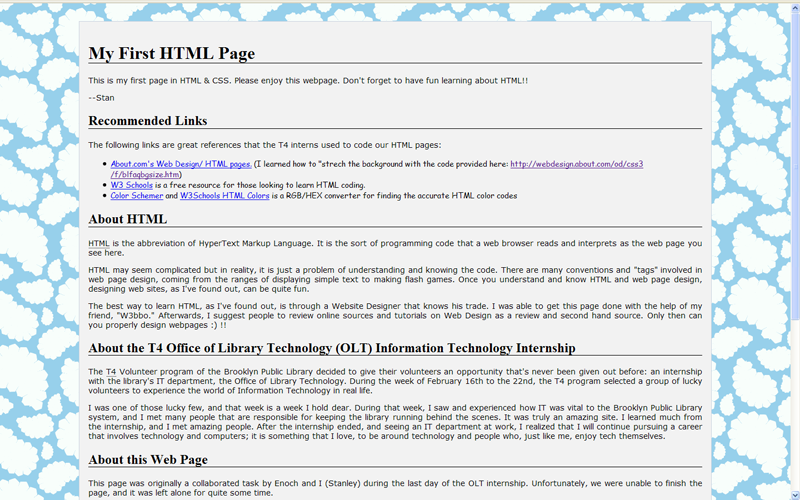 My First HTML Page
This is my first page in HTML & CSS. Please enjoy this webpage. Don't forget to have fun learning about HTML!!
--Stan
Recommended Links
The following links are great references that the T4 interns used to code our HTML pages:
About.com's Web Design/ HTML pages. (I learned how to "strech the background with the code provided here: http://webdesign.about.com/od/css3
/f/blfaqbgsize.htm)
W3 Schools is a free resource for those looking to learn HTML coding.
Color Schemer and W3Schools HTML Colors is a RGB/HEX converter for finding the accurate HTML color codes
About HTML
HTML is the abbreviation of HyperText Markup Language. It is the sort of programming code that a web browser reads and interprets as the web page you
see here.
HTML may seem complicated but in reality, it is just a problem of understanding and knowing the code. There are many conventions and "tags" involved in
web page design, coming from the ranges of displaying simple text to making flash games. Once you understand and know HTML and web page design,
designing web sites, as I've found out, can be quite fun.
The best way to learn HTML, as I've found out, is through a Website Designer that knows his trade. I was able to get this page done with the help of my
friend, "W3bbo." Afterwards, I suggest people to review online sources and tutorials on Web Design as a review and second hand source. Only then can
you properly design webpages :) !!
About the T4 Office of Library Technology (OLT) Information Technology Internship
The T4 Volunteer program of the Brooklyn Public Library decided to give their volunteers an opportunity that's never been given out before: an internship
with the library's IT department, the Office of Library Technology. During the week of February 16th to the 22nd, the T4 program selected a group of lucky
volunteers to experience the world of Information Technology in real life.
I was one of those lucky few, and that week is a week I hold dear. During that week, I saw and experienced how IT was vital to the Brooklyn Public Library
system, and I met many people that are responsible for keeping the library running behind the scenes. It was truly an amazing site. I learned much from
the internship, and I met amazing people. After the internship ended, and seeing an IT department at work, I realized that I will continue pursuing a career
that involves technology and computers; it is something that I love, to be around technology and people who, just like me, enjoy tech themselves.
About this Web Page
This page was originally a collaborated task by Enoch and I (Stanley) during the last day of the OLT internship. Unfortunately, we were unable to finish the
page, and it was left alone for quite some time.